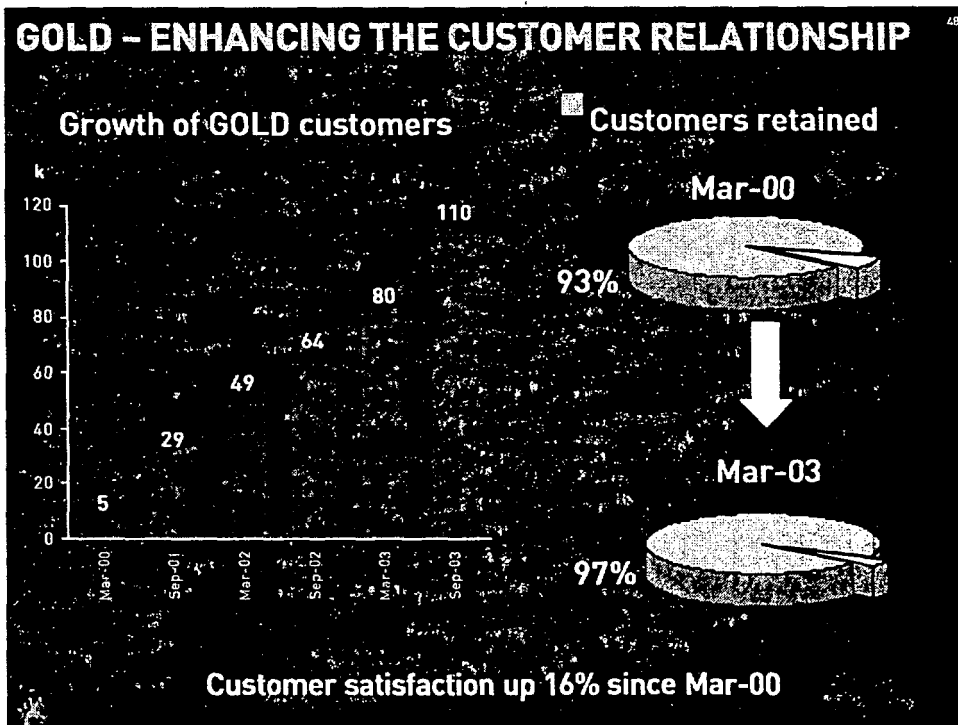 48
GOLD – ENHANCING THE CUSTOMER RELATIONSHIP
Growth of GOLD customers
k
120
100
80
60
40
20
0
5
29
49
64
80
110
Mar-00
Sep-01
Mar-02
Sep-02
Mar-03
Sep-03
Customers retained
Mar-00
93%
Mar-03
97%
Customer satisfaction up 16% since Mar-00